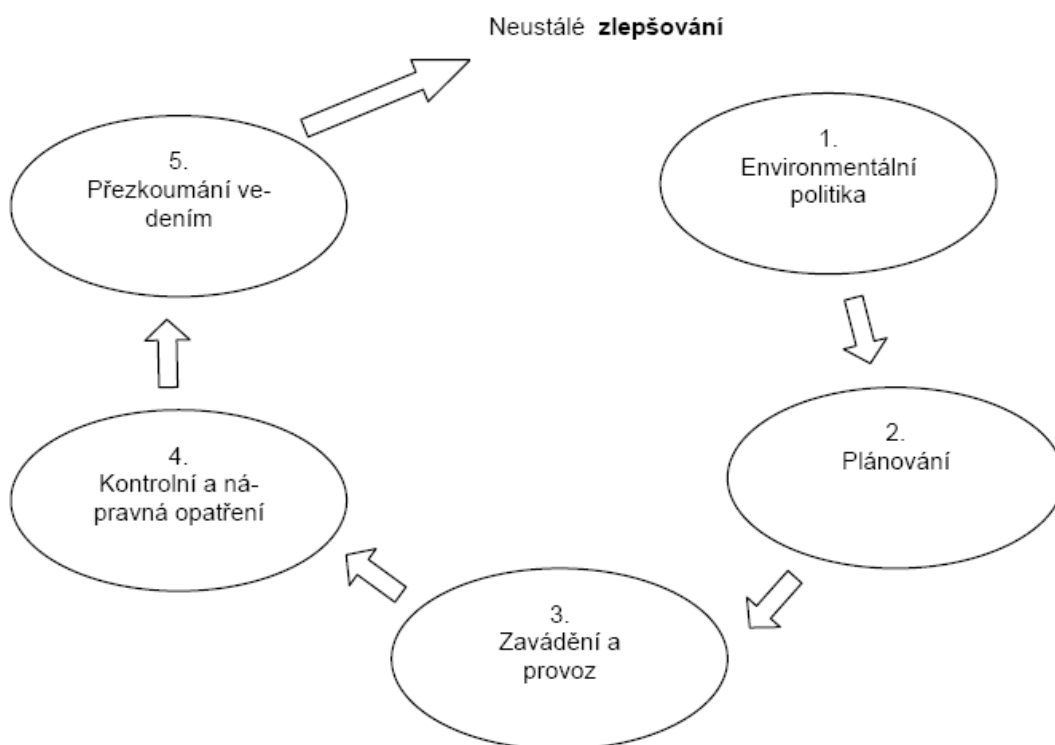 Neustálé zlepšování
1.
Environmentální
politika
2.
Plánování
3.
Zavádění a
provoz
4.
Kontrolní a ná-
pravná opatření
5.
Přezkoumání ve-
dením